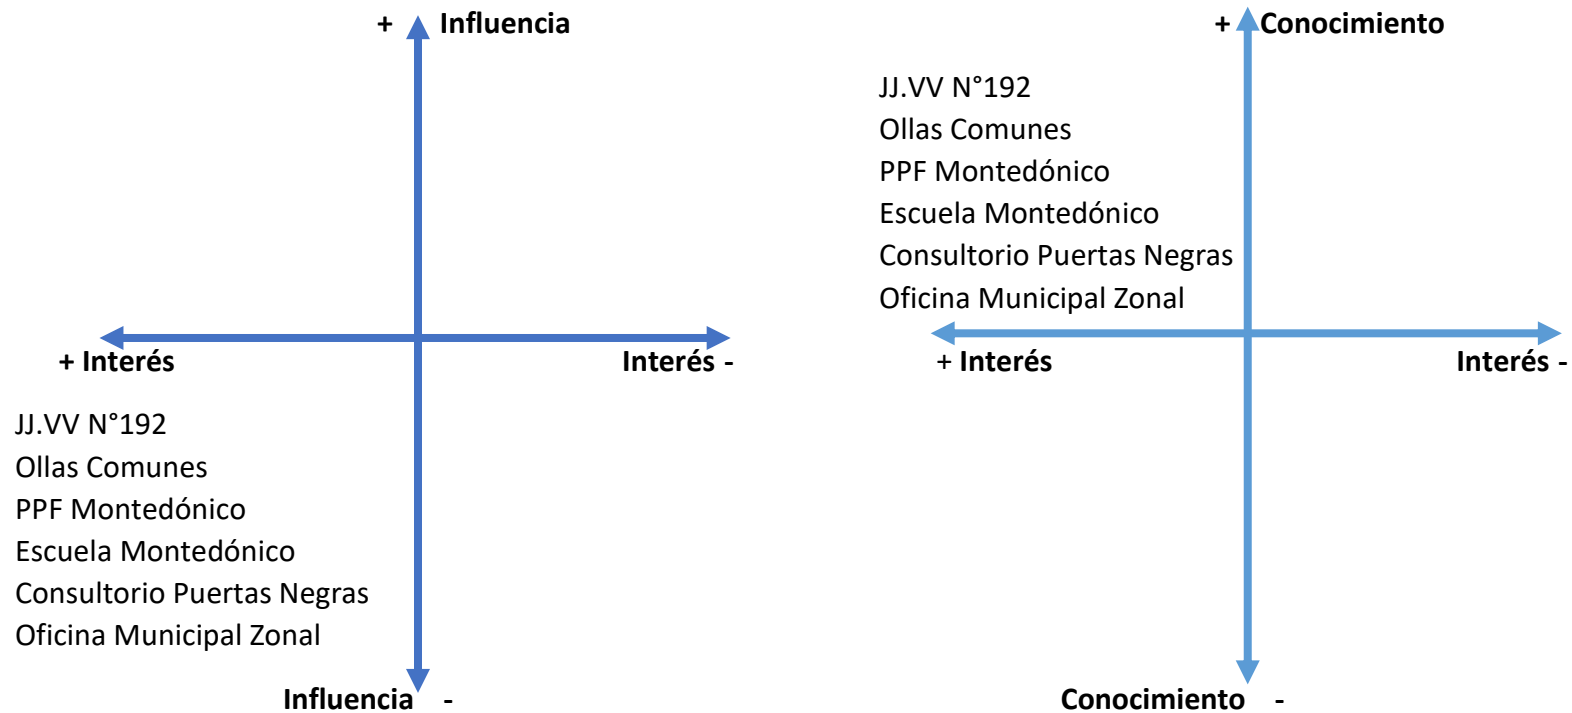 + Influencia
+ Interés
Interés -
JJ.VV N°192
Ollas Comunes
PPF Montedónico
Escuela Montedónico
Consultorio Puertas Negras
Oficina Municipal Zonal
Influencia -
+ Conocimiento
JJ.VV N°192
Ollas Comunes
PPF Montedónico
Escuela Montedónico
Consultorio Puertas Negras
Oficina Municipal Zonal
+ Interés
Interés -
Conocimiento -